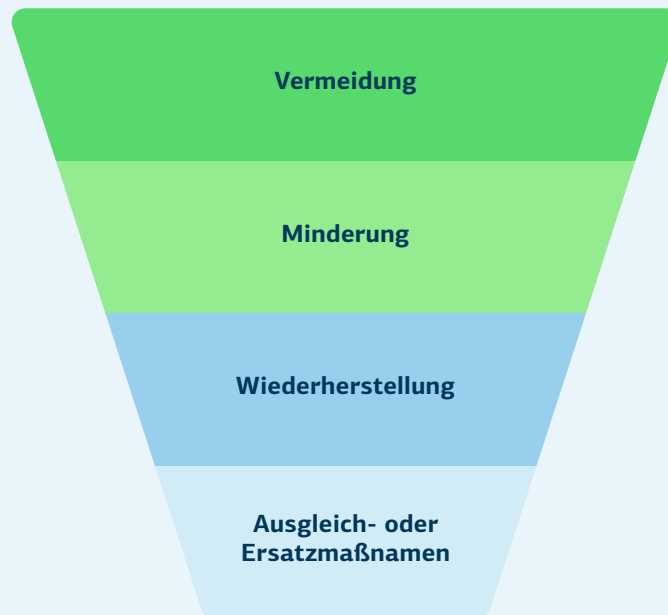 Vermeidung
Minderung
Wiederherstellung
Ausgleich- oder
Ersatzmaßnamen